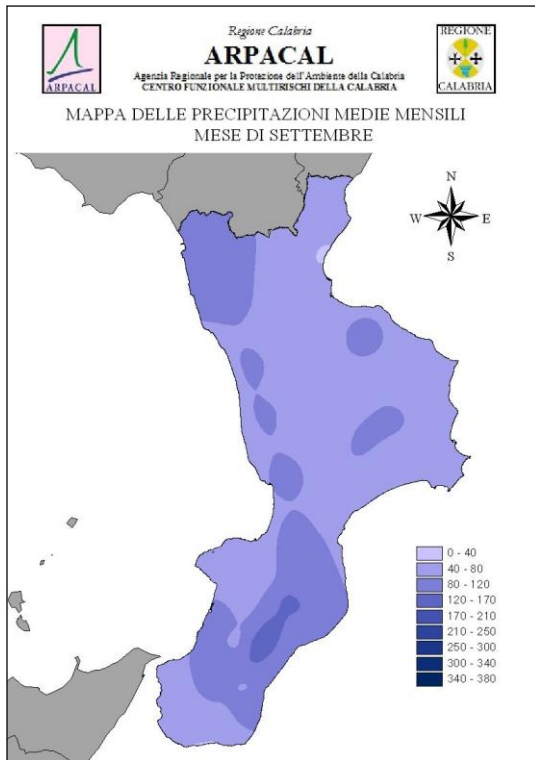 Regione Calabria
ARPACAL
Agenzia Regionale per la Protezione dell'Ambiente della Calabria
CENTRO FUNZIONALE MULTIRISCHI DELLA CALABRIA
ARPACAL
REGIONE
CALABRIA
MAPPA DELLE PRECIPITAZIONI MEDIE MENSILI
MESE DI SETTEMBRE
N
W E
S
0 - 40
40 - 80
80 - 120
120 - 170
170 - 210
210 - 250
250 - 300
300 - 340
340 - 380